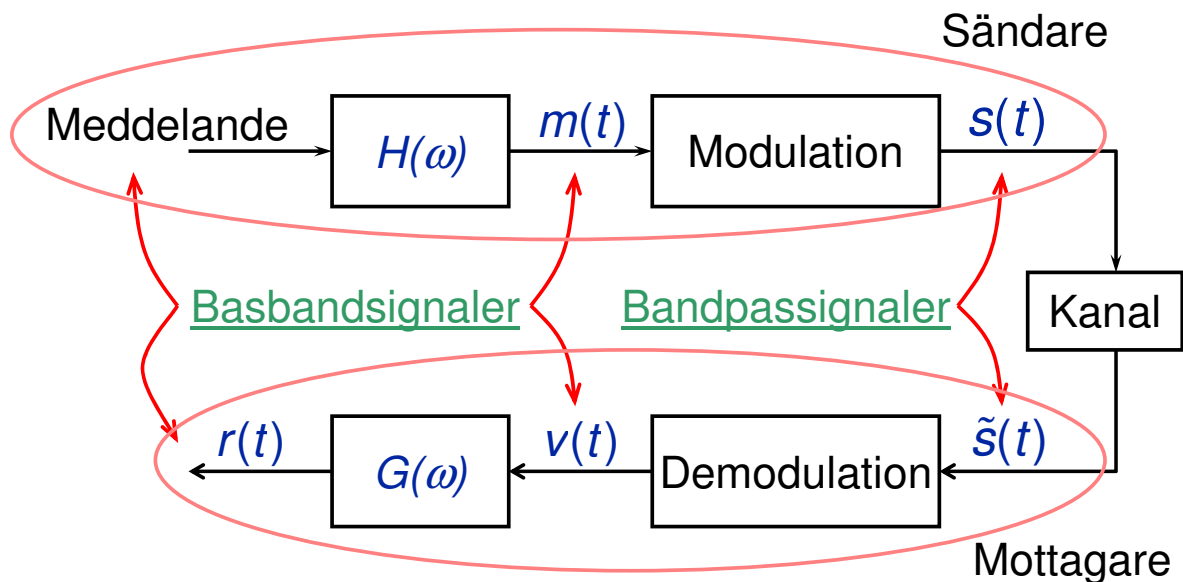 Sändare
Meddelande
H(ω)
m(t)
Modulation
s(t)
Basbandsignaler
Bandpassignaler
Kanal
r(t)
G(ω)
v(t)
Demodulation
s̃(t)
Mottagare